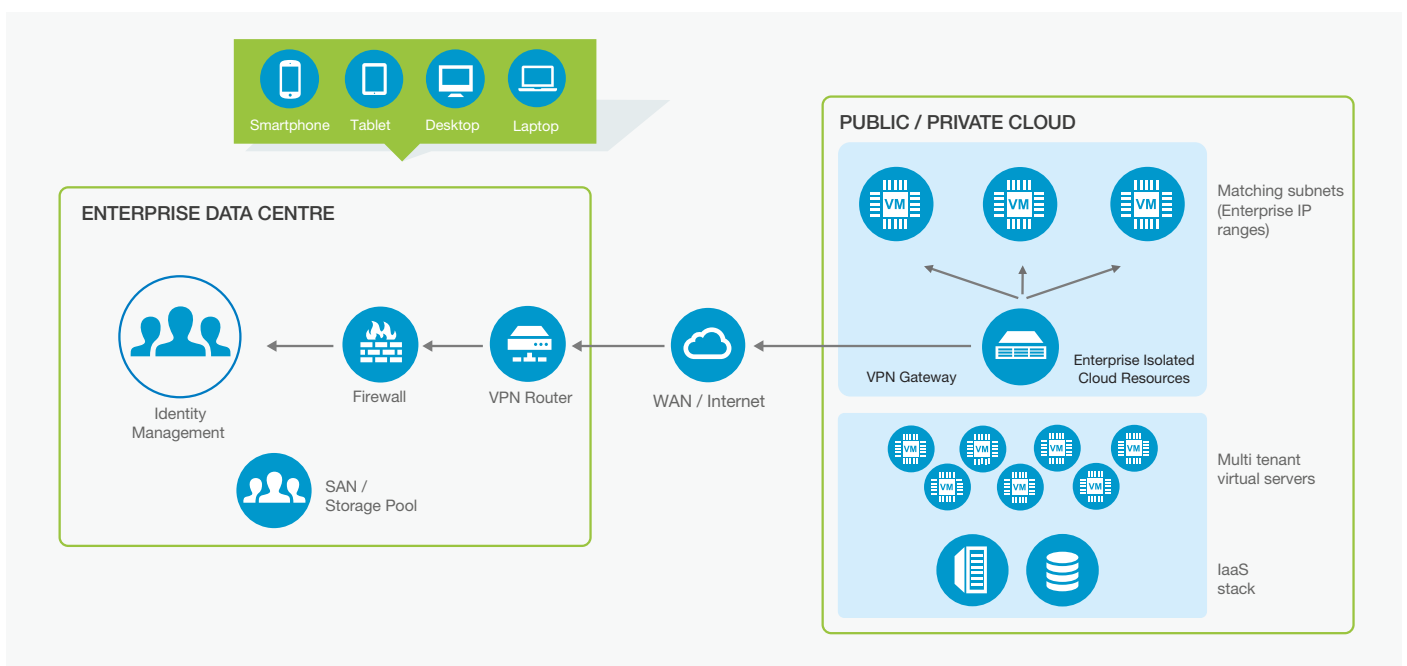 Smartphone
Tablet
Desktop
Laptop
PUBLIC / PRIVATE CLOUD
VM
VM
VM
Matching subnets
(Enterprise IP
ranges)
ENTERPRISE DATA CENTRE
Identity
Management
Firewall
VPN Router
WAN / Internet
VPN Gateway
Enterprise Isolated
Cloud Resources
SAN /
Storage Pool
VM
VM
VM
VM
VM
VM
VM
Multi tenant
virtual servers
IaaS
stack